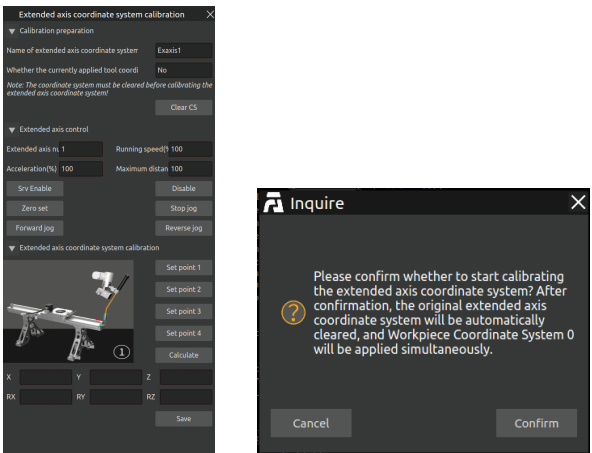 Extended axis coordinate system calibration
Calibration preparation
Name of extended axis coordinate system Exaxis1
Whether the currently applied tool coordi No
Note: The coordinate system must be cleared before calibrating the
extended axis coordinate system!
Clear CS
Extended axis control
Extended axis nu 1 Running speed(% 100
Acceleration(%) 100 Maximum distan 100
Srv Enable Disable
Zero set Stop jog
Forward jog Reverse jog
Extended axis coordinate system calibration
Set point 1
Set point 2
Set point 3
Set point 4
1
Calculate
X Y Z
RX RY RZ
Save
Inquire
Please confirm whether to start calibrating
the extended axis coordinate system? After
confirmation, the original extended axis
coordinate system will be automatically
cleared, and Workpiece Coordinate System 0
will be applied simultaneously.
Cancel Confirm